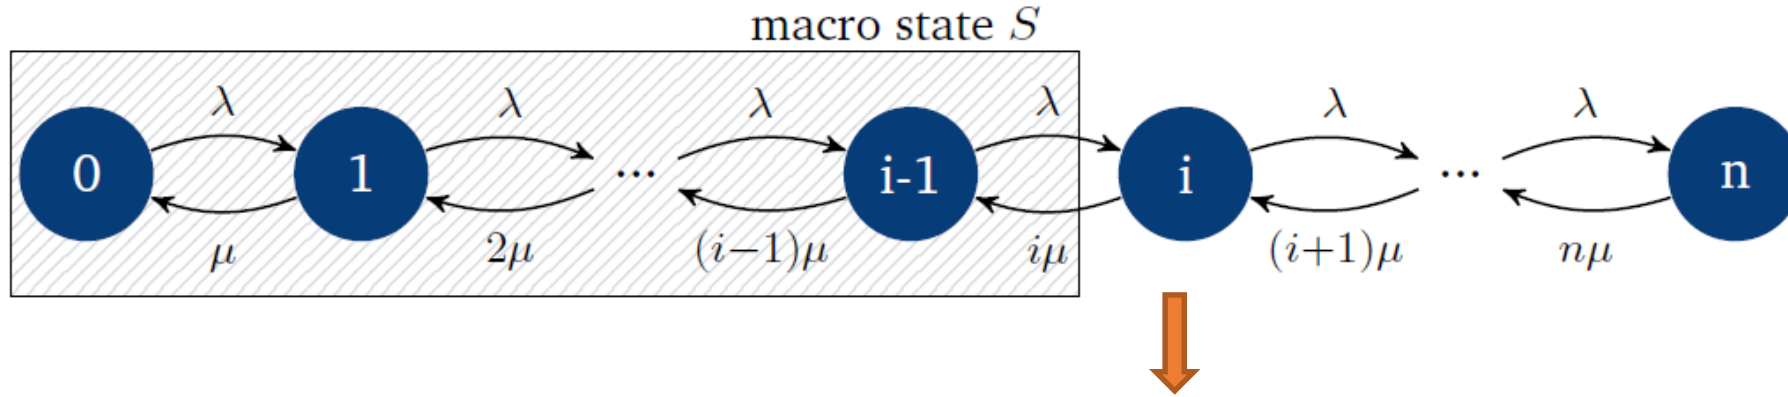 macro state S
λ λ λ λ λ λ
0 1 ... i-1 i ... n
μ 2μ (i−1)μ iμ (i+1)μ nμ